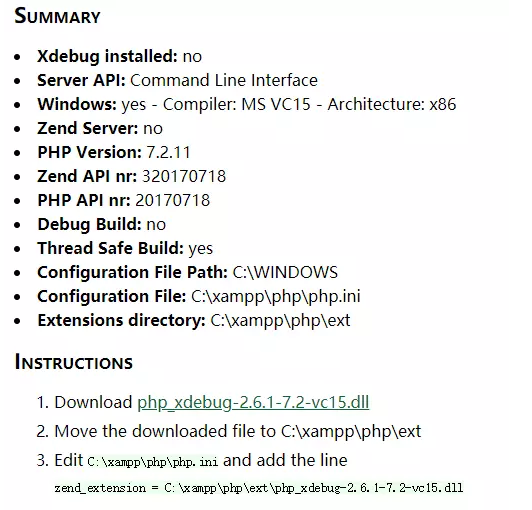 SUMMARY
• Xdebug installed: no
• Server API: Command Line Interface
• Windows: yes - Compiler: MS VC15 - Architecture: x86
• Zend Server: no
• PHP Version: 7.2.11
• Zend API nr: 320170718
• PHP API nr: 20170718
• Debug Build: no
• Thread Safe Build: yes
• Configuration File Path: C:\WINDOWS
• Configuration File: C:\xampp\php\php.ini
• Extensions directory: C:\xampp\php\ext
INSTRUCTIONS
1. Download php_xdebug-2.6.1-7.2-vc15.dll
2. Move the downloaded file to C:\xampp\php\ext
3. Edit C:\xampp\php\php.ini and add the line
zend_extension = C:\xampp\php\ext\php_xdebug-2.6.1-7.2-vc15.dll